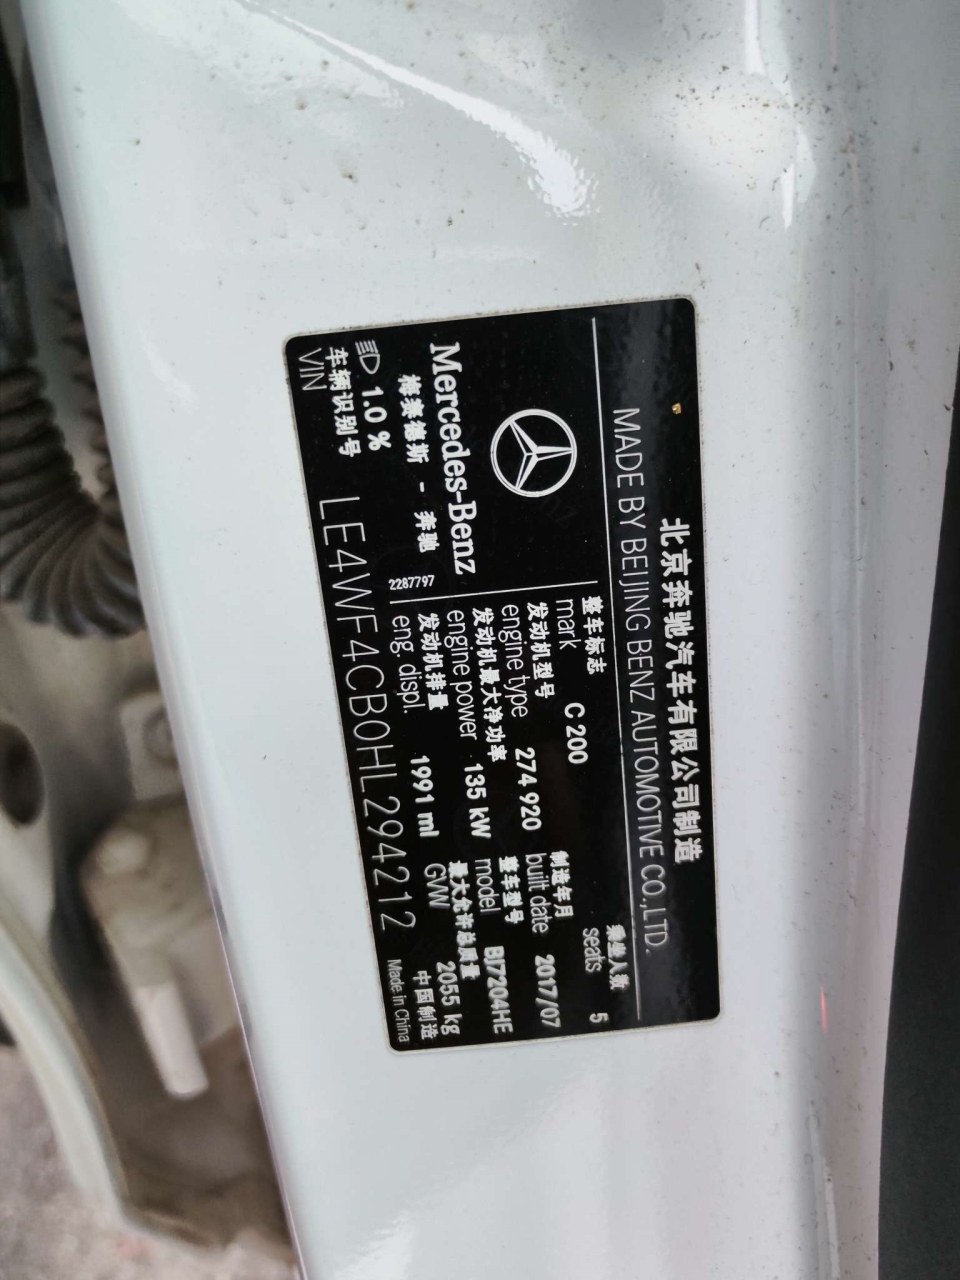 北京奔驰汽车有限公司制造
MADE BY BEIJING BENZ AUTOMOTIVE CO.,LTD.
Mercedes-Benz
梅赛德斯 - 奔驰
2287797
整车标志
mark C 200
乘坐人数
seats 5
发动机型号
engine type 274 920
制造年月
built date 2017/07
发动机最大净功率
engine power 135 kW
整车型号
model BJ7204HE
发动机排量
eng. displ. 1991 ml
最大允许总质量
GVW 2055 kg
1.0 %
车辆识别号
VIN LE4WF4CB0HL294212
中国制造
Made in China